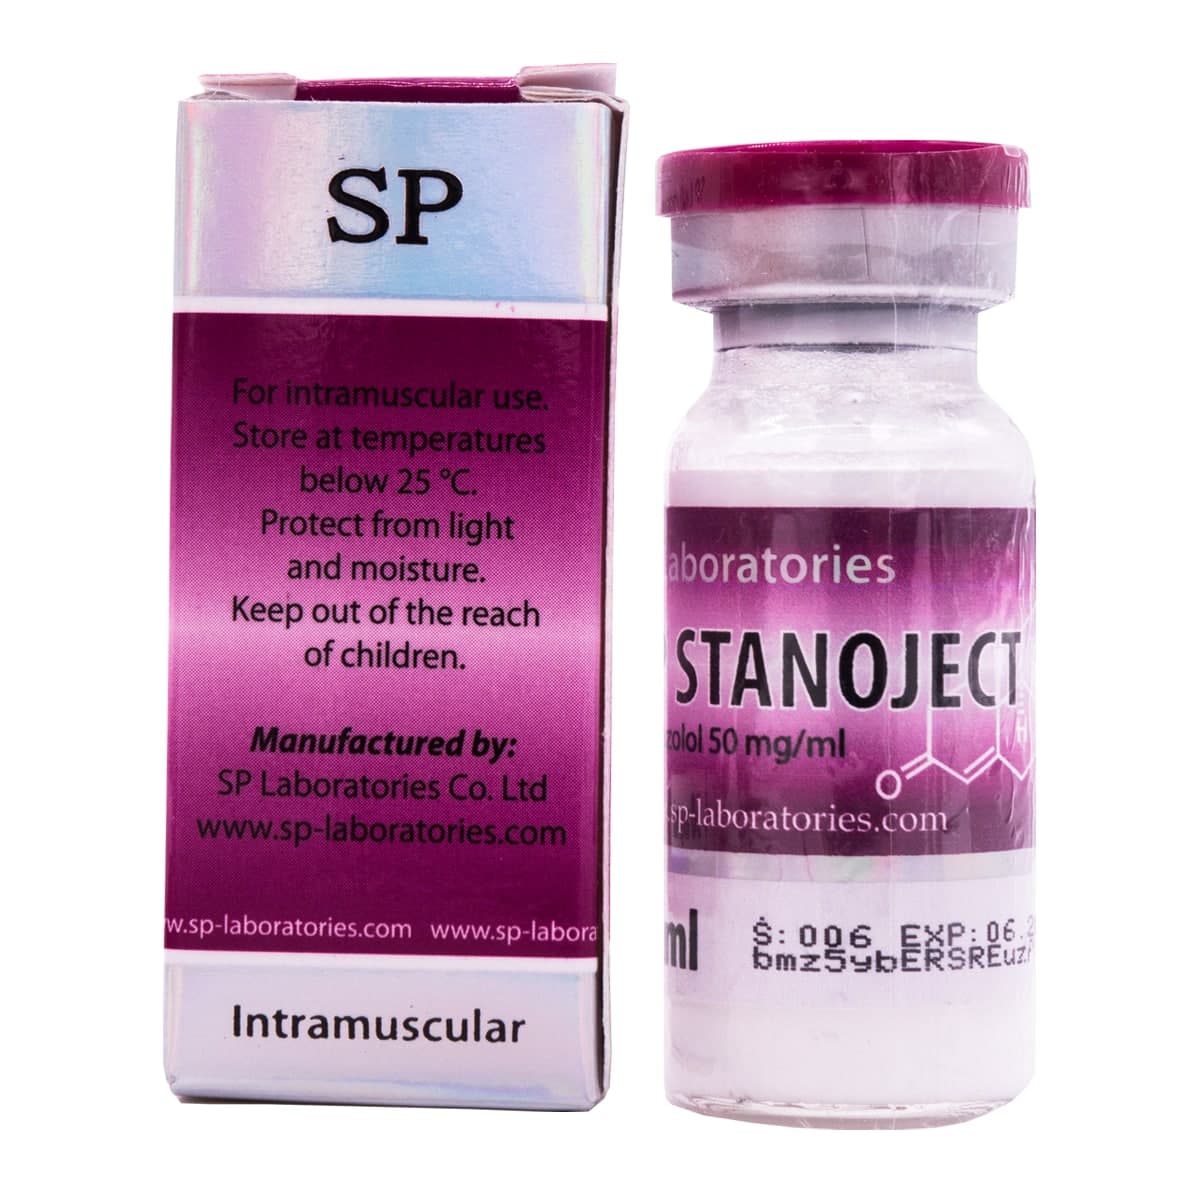 SP
For intramuscular use.
Store at temperatures
below 25 °C.
Protect from light
and moisture.
Keep out of the reach
of children.
Manufactured by:
SP Laboratories Co. Ltd
www.sp-laboratories.com
w.sp-laboratories.com www.sp-labora
Intramuscular
aboratories
STANOJECT
zolol 50 mg/ml
.sp-laboratories.com
O
ml
S: 006 EXP: 06.2
bmz5ybERSREuz